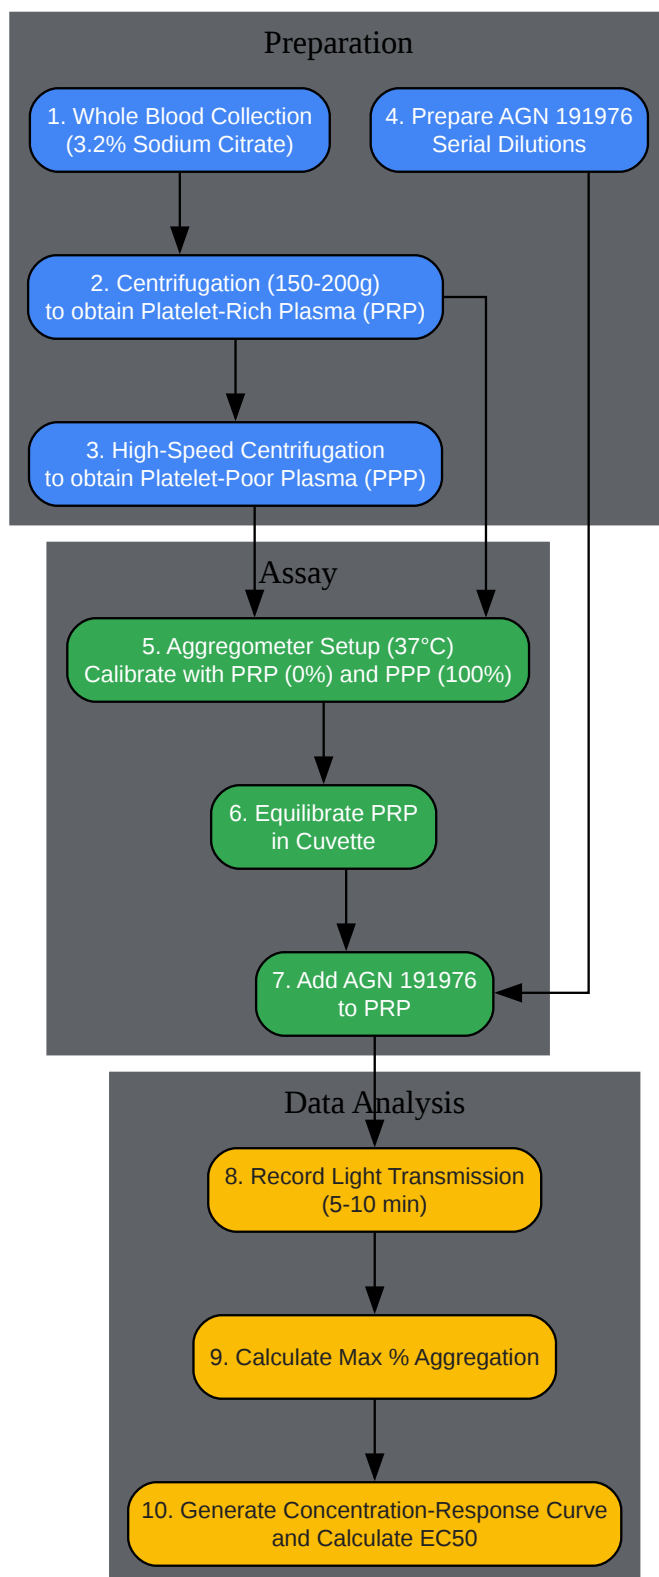 Preparation
1. Whole Blood Collection
(3.2% Sodium Citrate)
4. Prepare AGN 191976
Serial Dilutions
2. Centrifugation (150-200g)
to obtain Platelet-Rich Plasma (PRP)
3. High-Speed Centrifugation
to obtain Platelet-Poor Plasma (PPP)
Assay
5. Aggregometer Setup (37°C)
Calibrate with PRP (0%) and PPP (100%)
6. Equilibrate PRP
in Cuvette
7. Add AGN 191976
to PRP
Data Analysis
8. Record Light Transmission
(5-10 min)
9. Calculate Max % Aggregation
10. Generate Concentration-Response Curve
and Calculate EC50